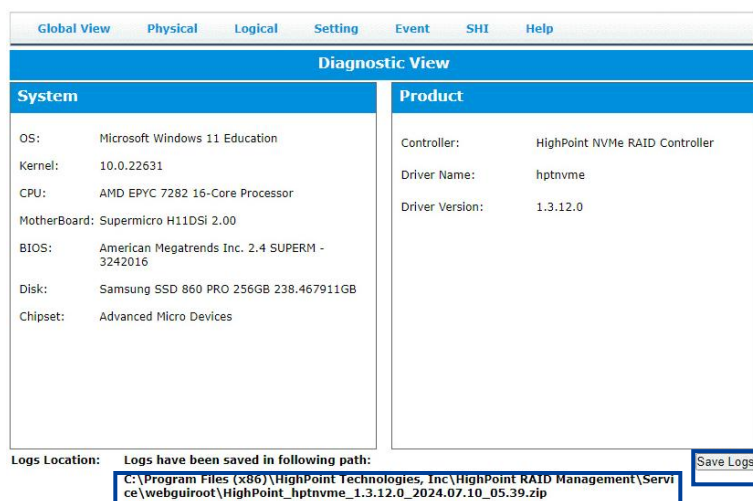 Global View Physical Logical Setting Event SHI Help
Diagnostic View
System
OS: Microsoft Windows 11 Education
Kernel: 10.0.22631
CPU: AMD EPYC 7282 16-Core Processor
MotherBoard: Supermicro H11DSi 2.00
BIOS: American Megatrends Inc. 2.4 SUPERM -
3242016
Disk: Samsung SSD 860 PRO 256GB 238.467911GB
Chipset: Advanced Micro Devices
Product
Controller: HighPoint NVMe RAID Controller
Driver Name: hptnvme
Driver Version: 1.3.12.0
Logs Location: Logs have been saved in following path:
Save Logs
C:\Program Files (x86)\HighPoint Technologies, Inc\HighPoint RAID Management\Servi
ce\webguiroot\HighPoint_hptnvme_1.3.12.0_2024.07.10_05.39.zip